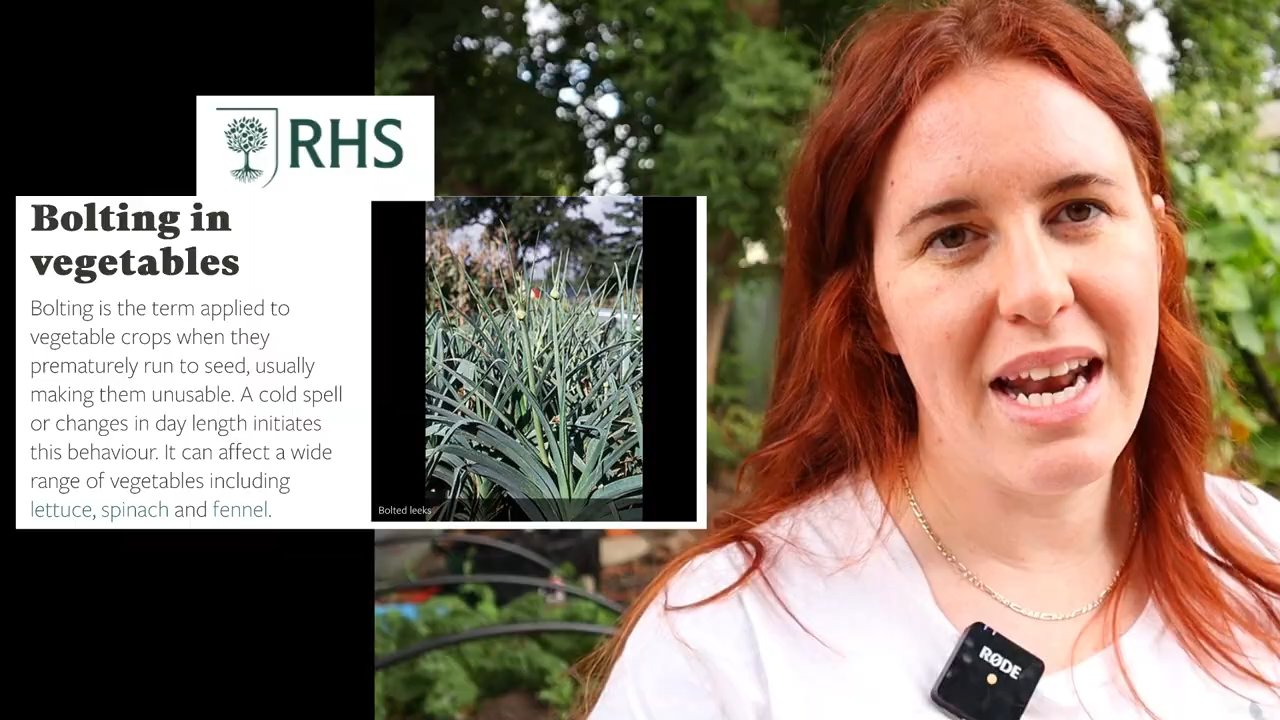 RHS
Bolting in
vegetables
Bolting is the term applied to
vegetable crops when they
prematurely run to seed, usually
making them unusable. A cold spell
or changes in day length initiates
this behaviour. It can affect a wide
range of vegetables including
lettuce, spinach and fennel.
Bolted leeks
RØDE